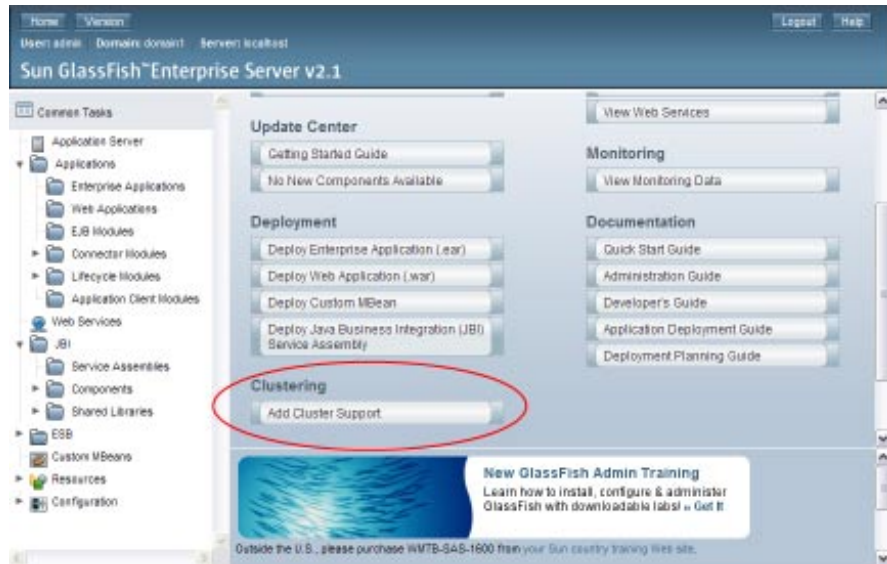 Home Version Logout Help
User: admin Domain: domain1 Server: localhost
Sun GlassFish™ Enterprise Server v2.1
Common Tasks
Application Server
Applications
Enterprise Applications
Web Applications
EJB Modules
Connector Modules
Lifecycle Modules
Application Client Modules
Web Services
JBI
Service Assemblies
Components
Shared Libraries
ESB
Custom MBeans
Resources
Configuration
Update Center
Getting Started Guide
No New Components Available
Deployment
Deploy Enterprise Application (.ear)
Deploy Web Application (.war)
Deploy Custom MBean
Deploy Java Business Integration (JBI)
Service Assembly
Clustering
Add Cluster Support
View Web Services
Monitoring
View Monitoring Data
Documentation
Quick Start Guide
Administration Guide
Developer's Guide
Application Deployment Guide
Deployment Planning Guide
New GlassFish Admin Training
Learn how to install, configure & administer
GlassFish with downloadable labs! » Get It
Outside the U.S., please purchase WMTB-SAS-1600 from your Sun country training Web site.